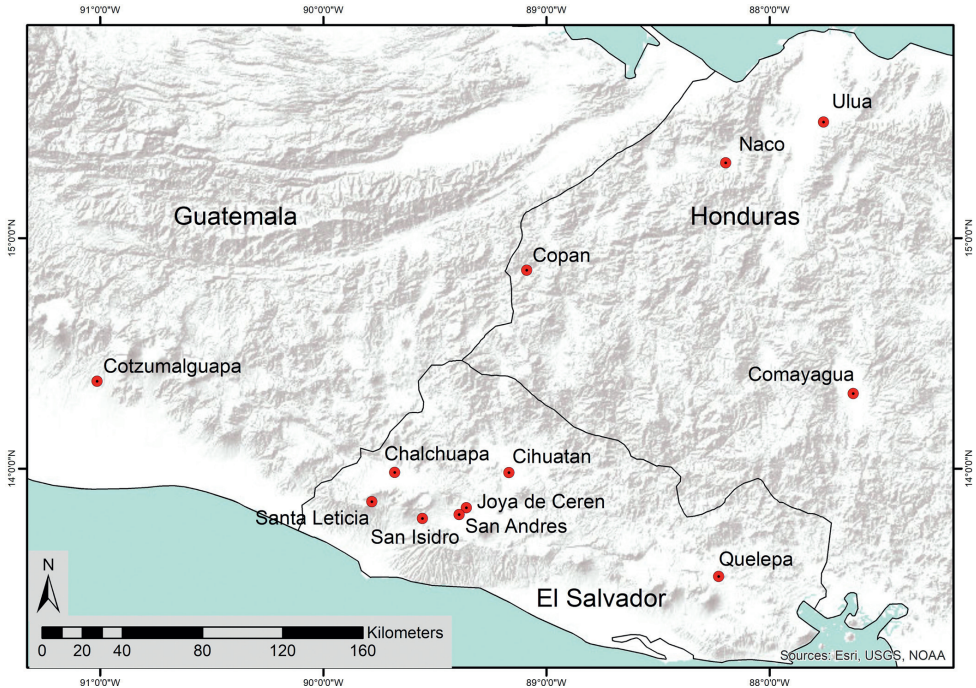 91°0'0"W 90°0'0"W 89°0'0"W 88°0'0"W
Ulua
Naco
Guatemala
Honduras
15°0'0"N
15°0'0"N
Copan
Cotzumalguapa
Comayagua
Chalchuapa
Cihuatan
14°0'0"N
14°0'0"N
Santa Leticia
Joya de Ceren
San Isidro
San Andres
Quelepa
N
El Salvador
Kilometers
0 20 40 80 120 160
Sources: Esri, USGS, NOAA
91°0'0"W 90°0'0"W 89°0'0"W 88°0'0"W